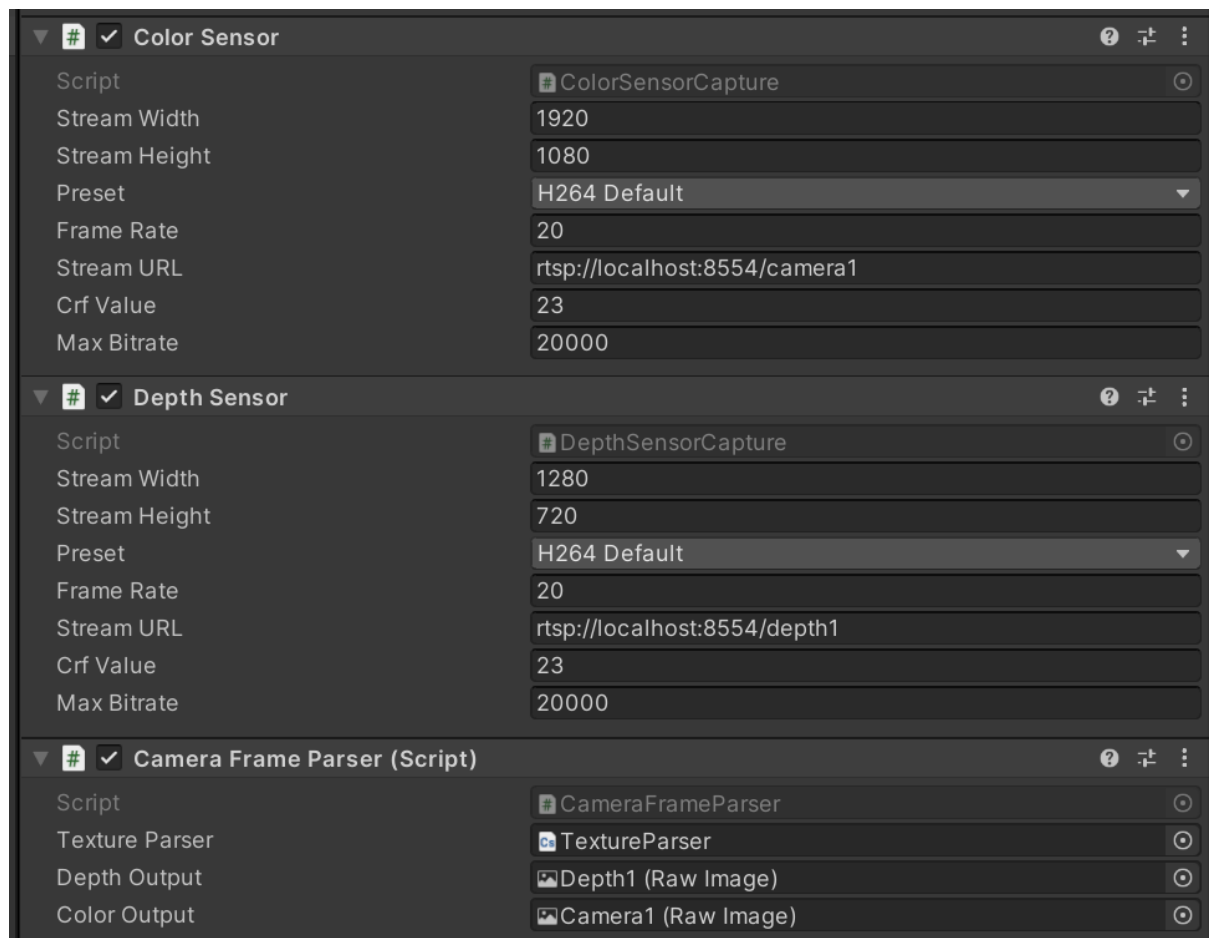 Color Sensor
Script ColorSensorCapture
Stream Width 1920
Stream Height 1080
Preset H264 Default
Frame Rate 20
Stream URL rtsp://localhost:8554/camera1
Crf Value 23
Max Bitrate 20000
Depth Sensor
Script DepthSensorCapture
Stream Width 1280
Stream Height 720
Preset H264 Default
Frame Rate 20
Stream URL rtsp://localhost:8554/depth1
Crf Value 23
Max Bitrate 20000
Camera Frame Parser (Script)
Script CameraFrameParser
Texture Parser TextureParser
Depth Output Depth1 (Raw Image)
Color Output Camera1 (Raw Image)